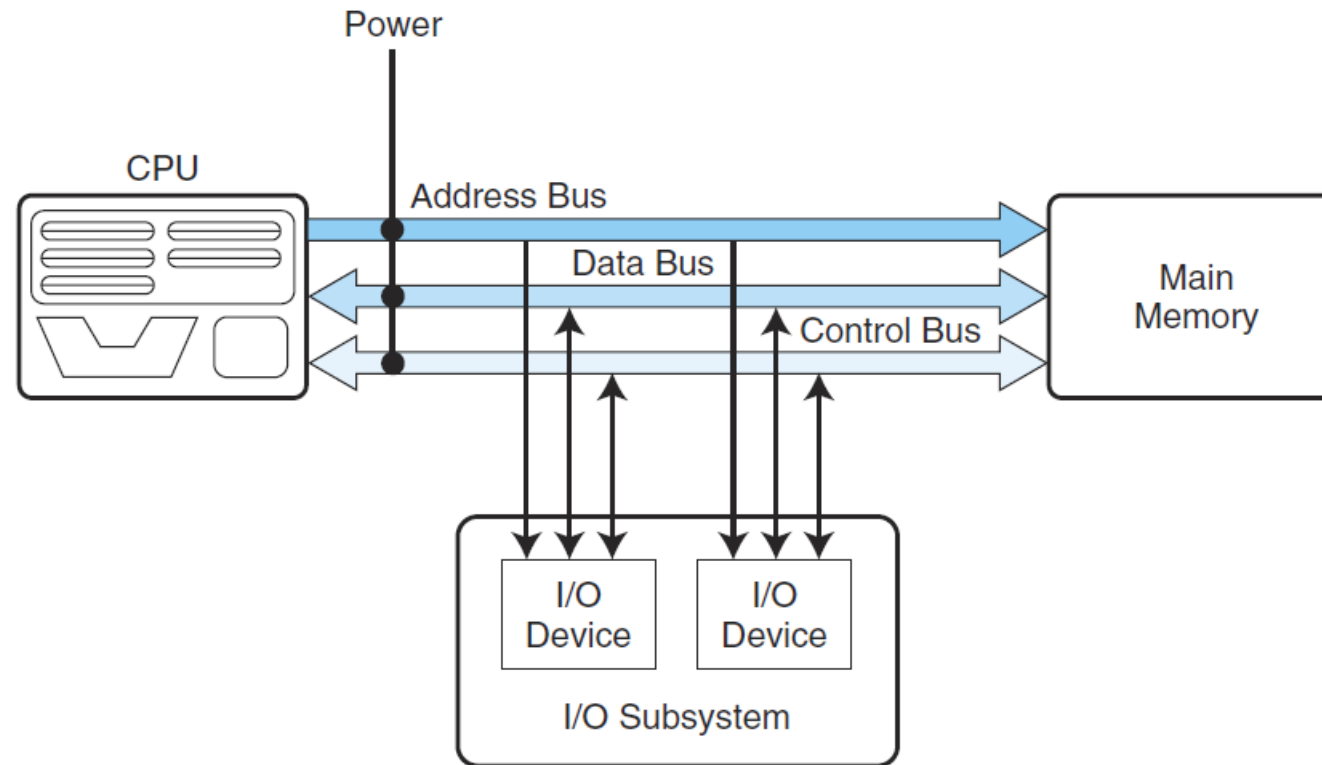 Power
CPU
Address Bus
Data Bus
Control Bus
Main
Memory
I/O
Device
I/O
Device
I/O Subsystem